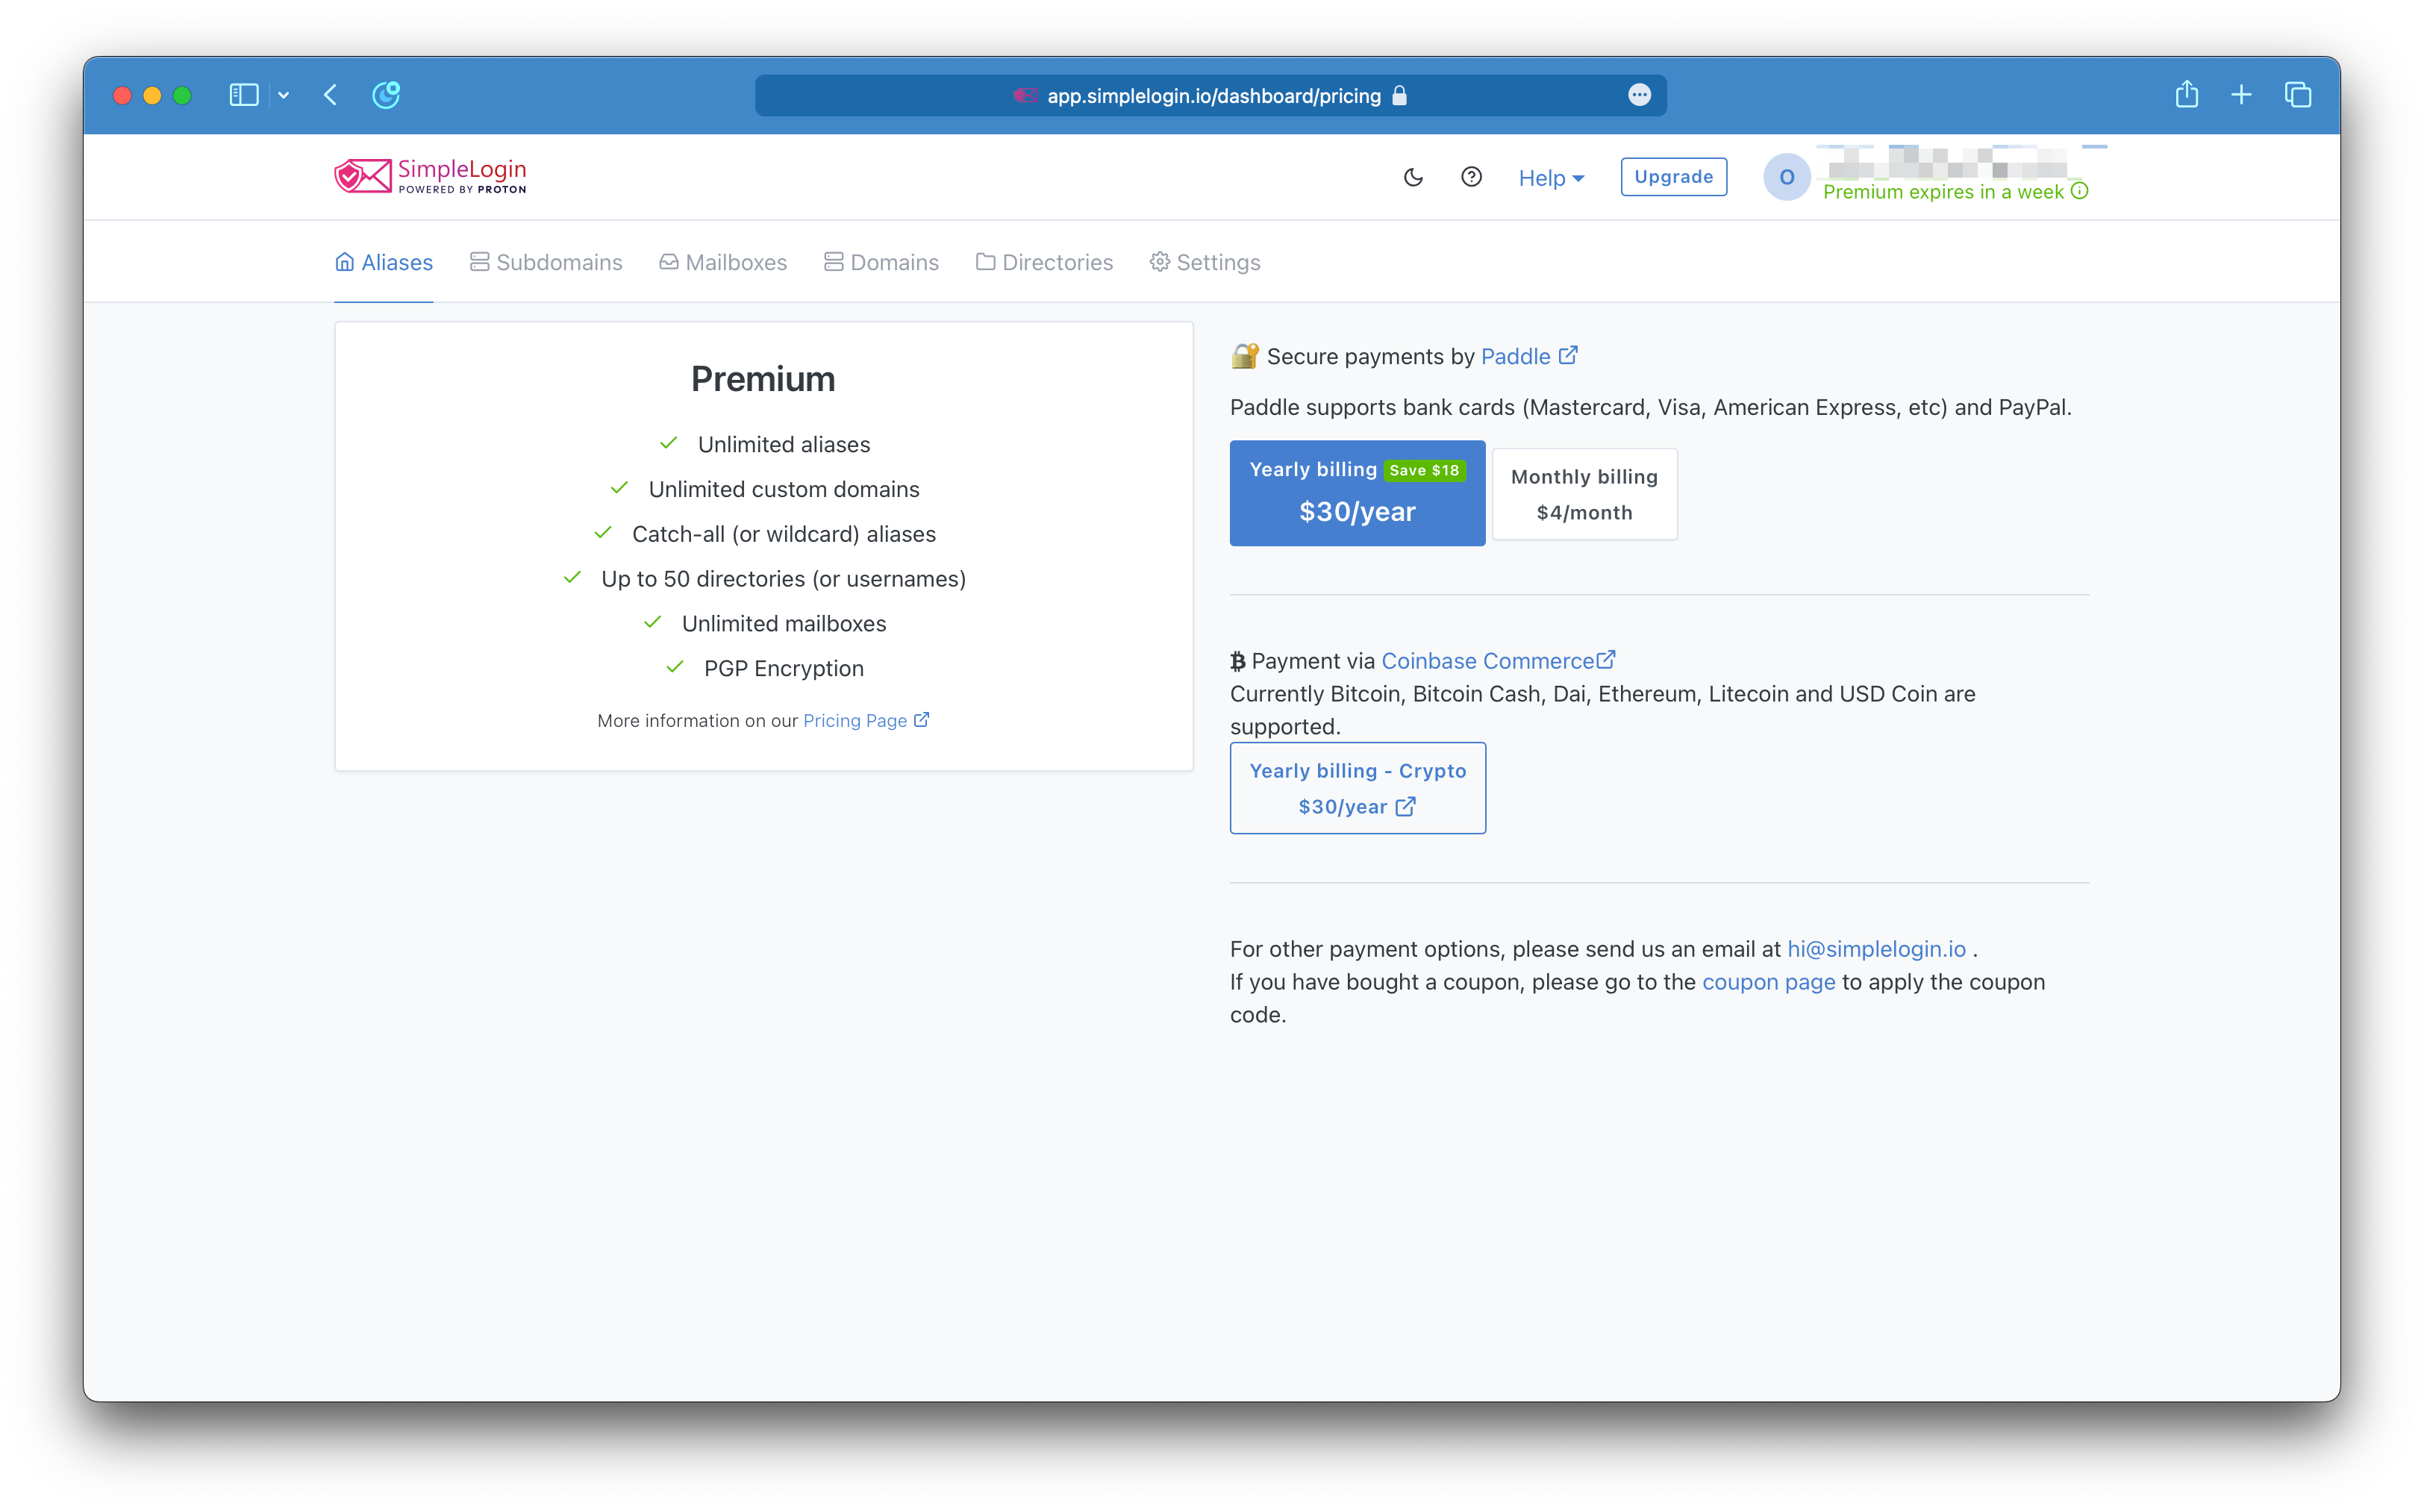 app.simplelogin.io/dashboard/pricing
SimpleLogin
POWERED BY PROTON
Help
Upgrade
O
Premium expires in a week
Aliases
Subdomains
Mailboxes
Domains
Directories
Settings
Premium
Unlimited aliases
Unlimited custom domains
Catch-all (or wildcard) aliases
Up to 50 directories (or usernames)
Unlimited mailboxes
PGP Encryption
More information on our Pricing Page
Secure payments by Paddle
Paddle supports bank cards (Mastercard, Visa, American Express, etc) and PayPal.
Yearly billing Save $18
$30/year
Monthly billing
$4/month
Payment via Coinbase Commerce
Currently Bitcoin, Bitcoin Cash, Dai, Ethereum, Litecoin and USD Coin are
supported.
Yearly billing - Crypto
$30/year
For other payment options, please send us an email at hi@simplelogin.io .
If you have bought a coupon, please go to the coupon page to apply the coupon
code.